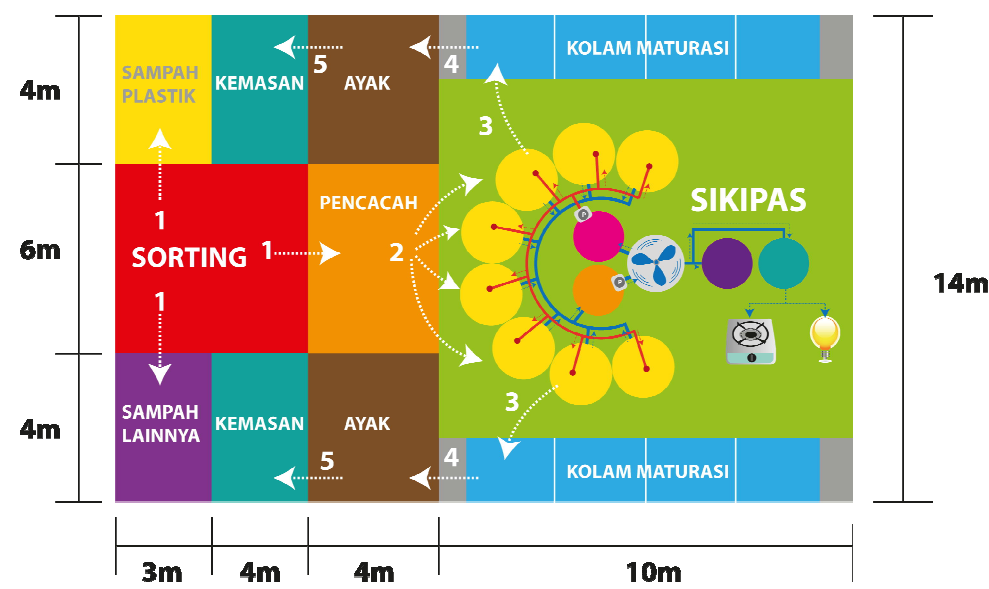 4m
6m
4m
14m
SAMPAH
PLASTIK
KEMASAN
5
AYAK
4
KOLAM MATURASI
3
1
SORTING
1
1
PENCACAH
2
SIKIPAS
P
P
3
SAMPAH
LAINNYA
KEMASAN
5
AYAK
4
KOLAM MATURASI
3m
4m
4m
10m